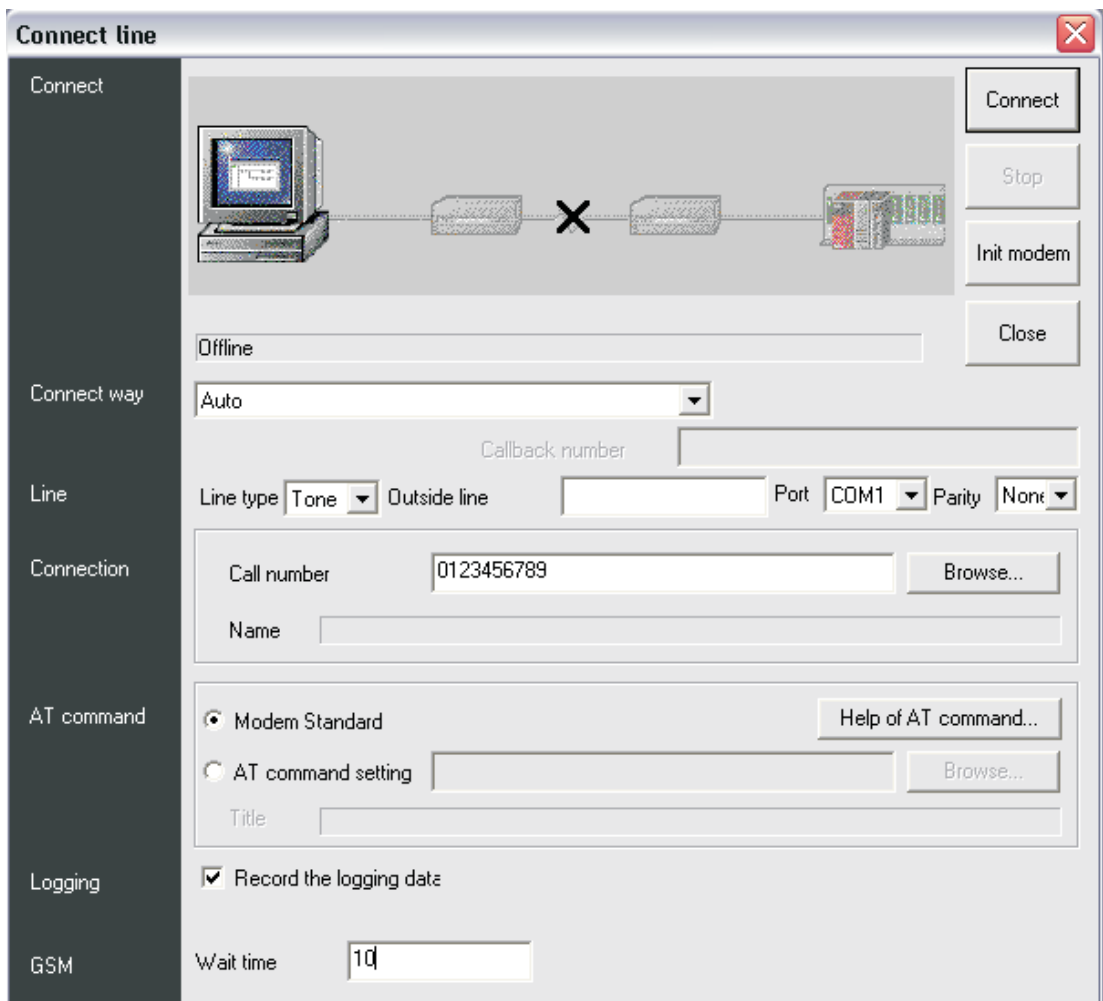 Connect line
Connect
Connect
Stop
Init modem
Close
Offline
Connect way
Auto
Callback number
Line
Line type Tone Outside line Port COM1 Parity None
Connection
Call number 0123456789 Browse...
Name
AT command
Modem Standard Help of AT command...
AT command setting Browse...
Title
Logging
Record the logging data
GSM
Wait time 10